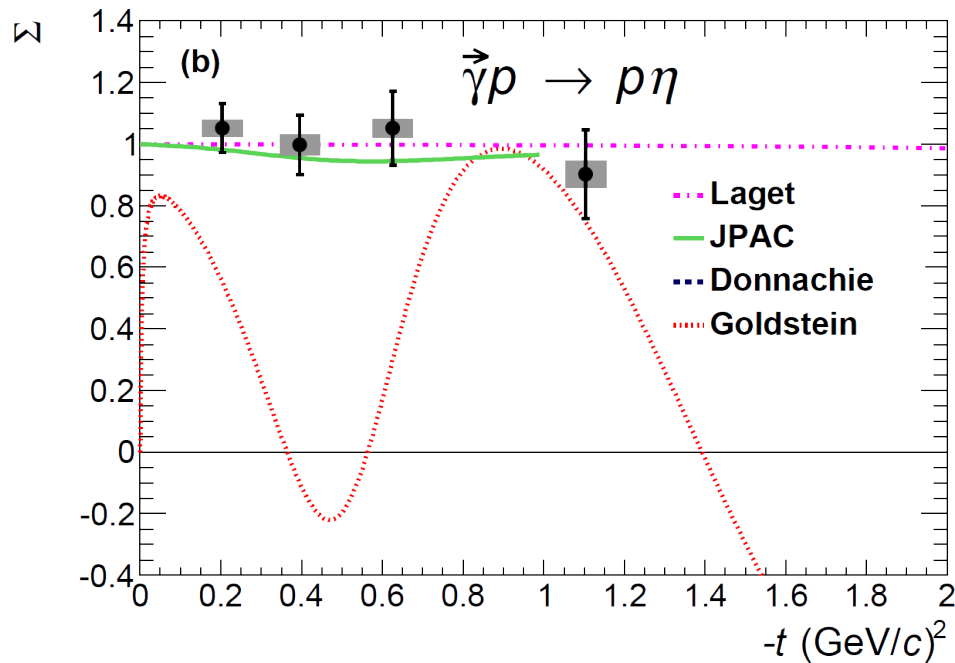 Σ
1.4
1.2
1
0.8
0.6
0.4
0.2
0
-0.2
-0.4
(b)
γ⃗p → pη
Laget
JPAC
Donnachie
Goldstein
0 0.2 0.4 0.6 0.8 1 1.2 1.4 1.6 1.8 2
-t (GeV/c)²